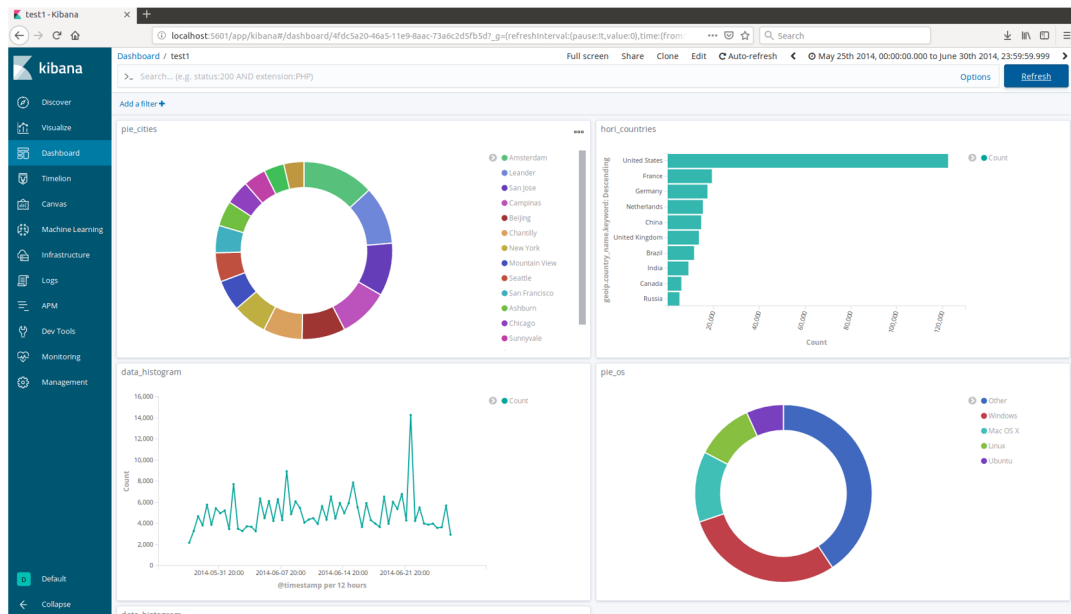 test1 - Kibana
localhost:5601/app/kibana#/dashboard/4fdc5a20-46a5-11e9-8aac-73a6c2d5fb5d?_g=(refreshInterval:(pause:!t,value:0),time:(from:
Search
kibana
Discover
Visualize
Dashboard
Timelion
Canvas
Machine Learning
Infrastructure
Logs
APM
Dev Tools
Monitoring
Management
D Default
Collapse
Dashboard / test1
Full screen Share Clone Edit Auto-refresh May 25th 2014, 00:00:00.000 to June 30th 2014, 23:59:59.999
>_ Search... (e.g. status:200 AND extension:PHP)
Options
Refresh
Add a filter +
pie_cities
Amsterdam
Leander
San Jose
Campinas
Beijing
Chantilly
New York
Mountain View
Seattle
San Francisco
Ashburn
Chicago
Sunnyvale
hori_countries
geoip.country_name.keyword: Descending
United States
France
Germany
Netherlands
China
United Kingdom
Brazil
India
Canada
Russia
20,000
40,000
60,000
80,000
100,000
120,000
Count
Count
data_histogram
Count
16,000
14,000
12,000
10,000
8,000
6,000
4,000
2,000
0
2014-05-31 20:00
2014-06-07 20:00
2014-06-14 20:00
2014-06-21 20:00
@timestamp per 12 hours
Count
pie_os
Other
Windows
Mac OS X
Linux
Ubuntu
data_histogram